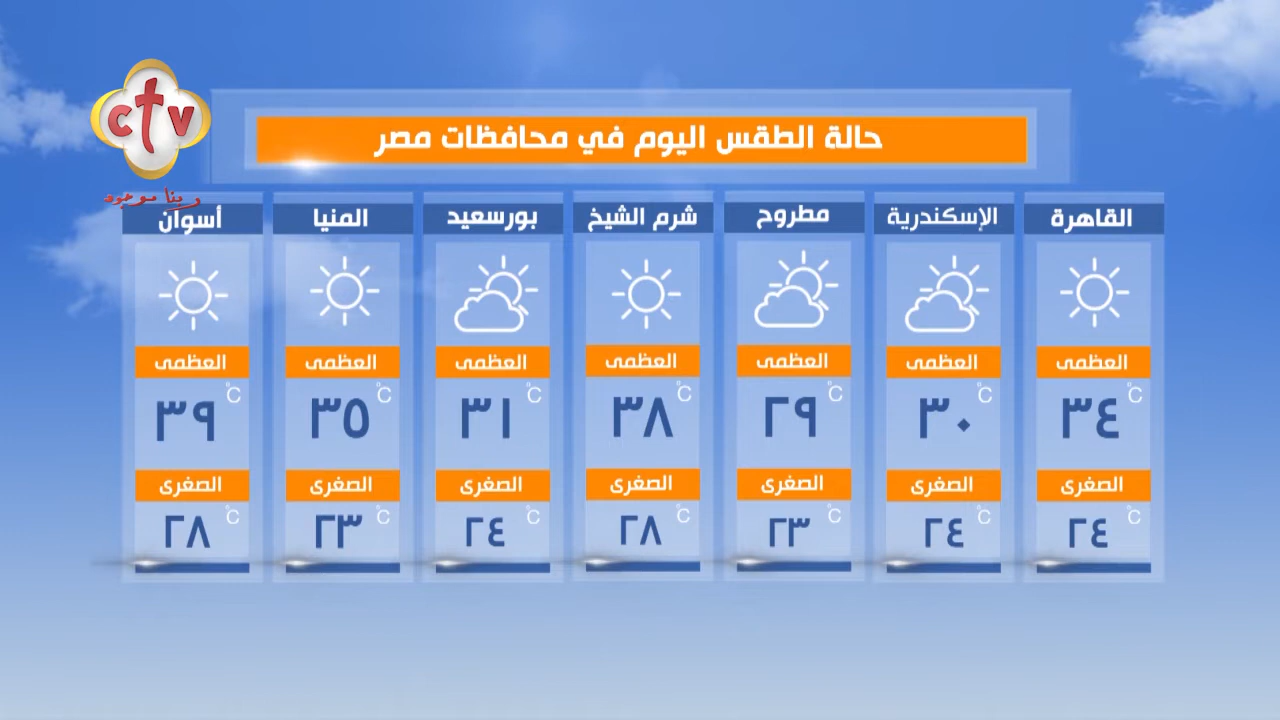 ctv
ربنا موجود
حالة الطقس اليوم في محافظات مصر
القاهرة
العظمى
٣٤ °C
الصغرى
٢٤ °C
الإسكندرية
العظمى
٣٠ °C
الصغرى
٢٤ °C
مطروح
العظمى
٢٩ °C
الصغرى
٢٣ °C
شرم الشيخ
العظمى
٣٨ °C
الصغرى
٢٨ °C
بورسعيد
العظمى
٣١ °C
الصغرى
٢٤ °C
المنيا
العظمى
٣٥ °C
الصغرى
٢٣ °C
أسوان
العظمى
٣٩ °C
الصغرى
٢٨ °C